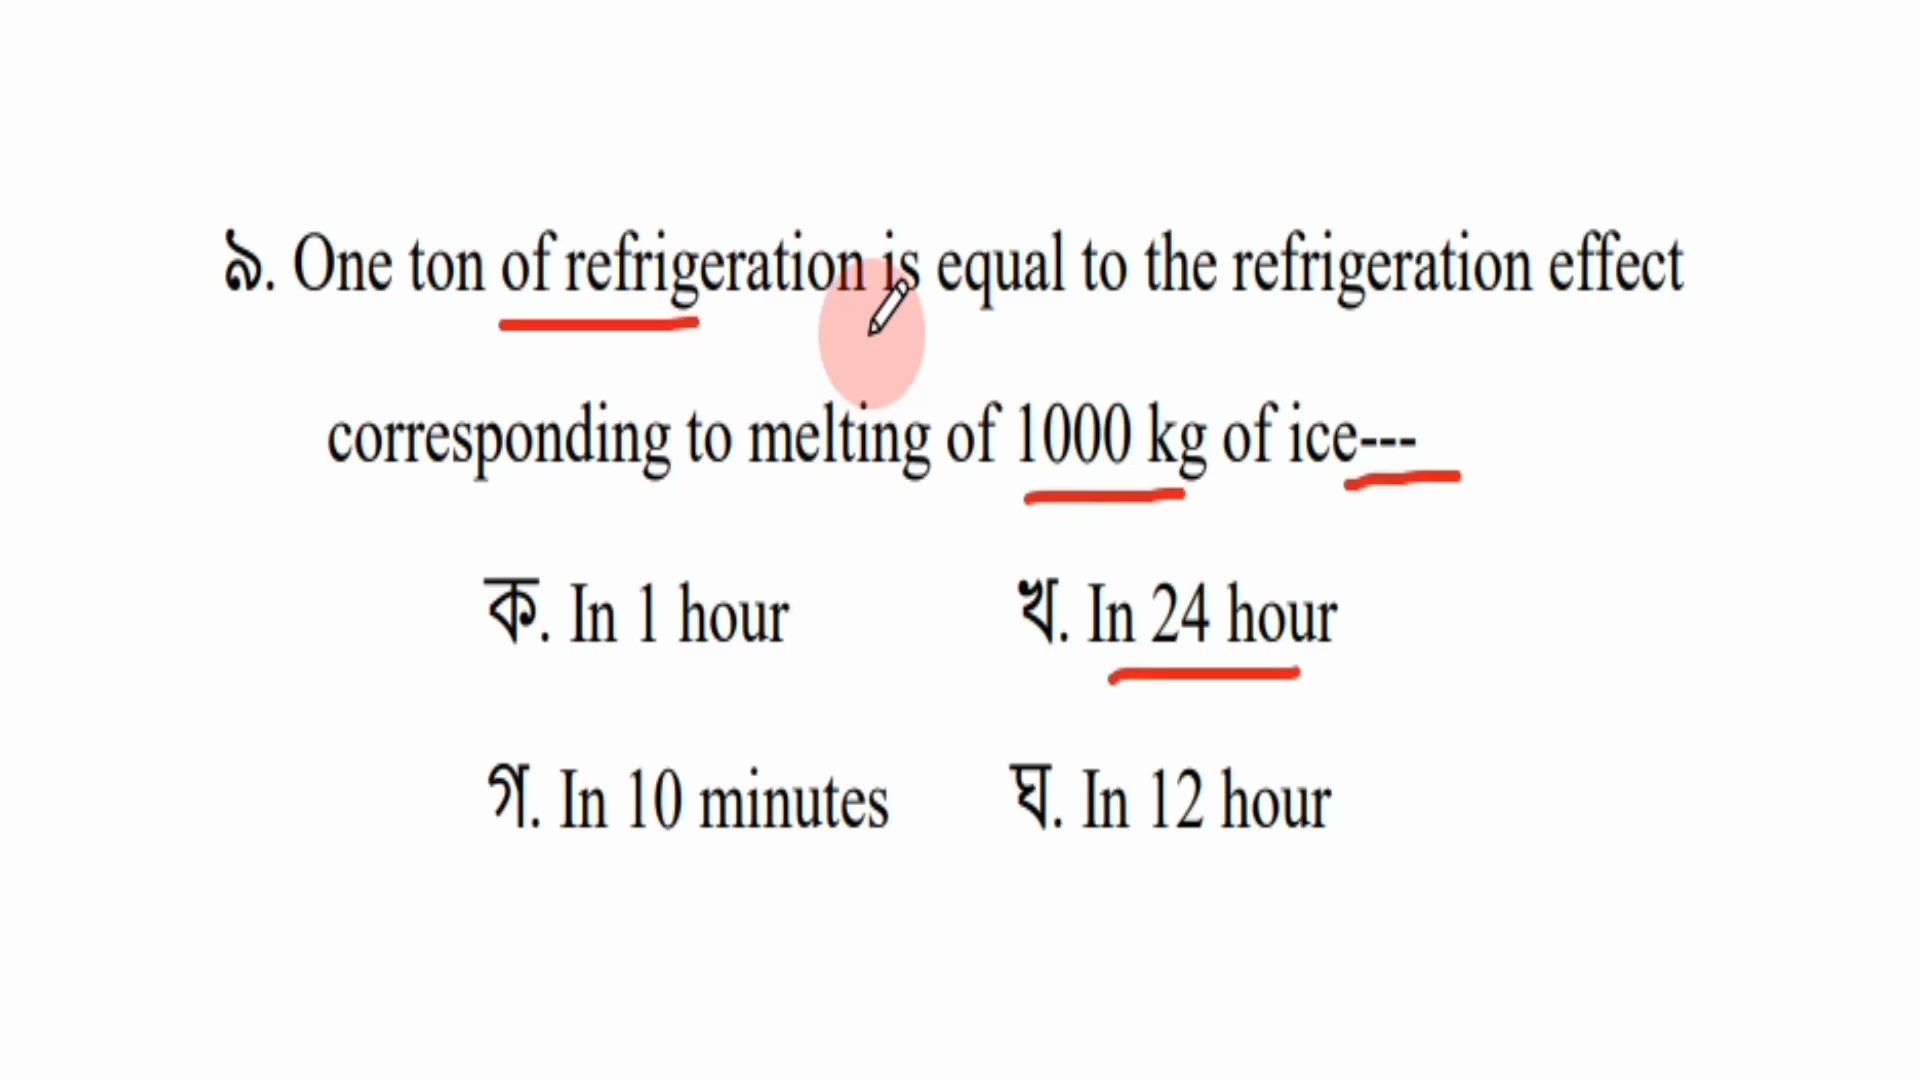 ৯. One ton of refrigeration is equal to the refrigeration effect
corresponding to melting of 1000 kg of ice---
ক. In 1 hour খ. In 24 hour
গ. In 10 minutes ঘ. In 12 hour